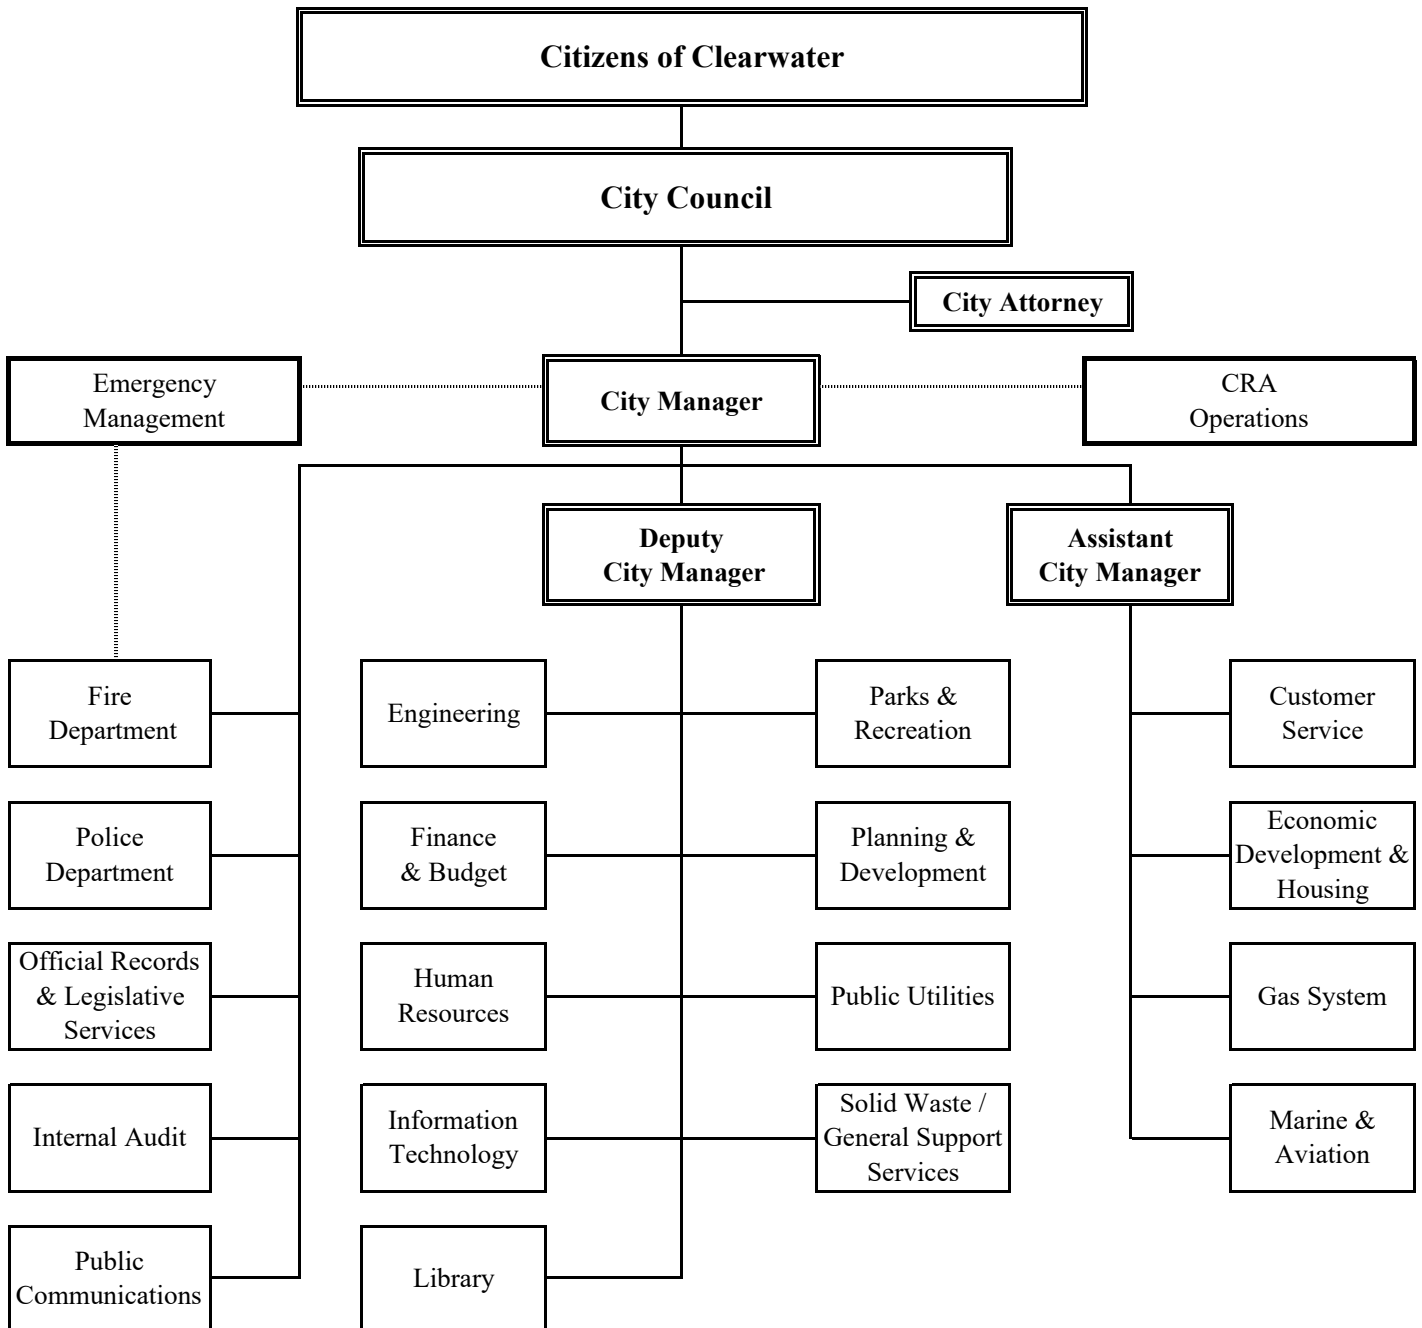 Citizens of Clearwater
City Council
City Attorney
Emergency
Management
City Manager
CRA
Operations
Deputy
City Manager
Assistant
City Manager
Fire
Department
Engineering
Parks &
Recreation
Customer
Service
Police
Department
Finance
& Budget
Planning &
Development
Economic
Development &
Housing
Official Records
& Legislative
Services
Human
Resources
Public Utilities
Gas System
Internal Audit
Information
Technology
Solid Waste /
General Support
Services
Marine &
Aviation
Public
Communications
Library